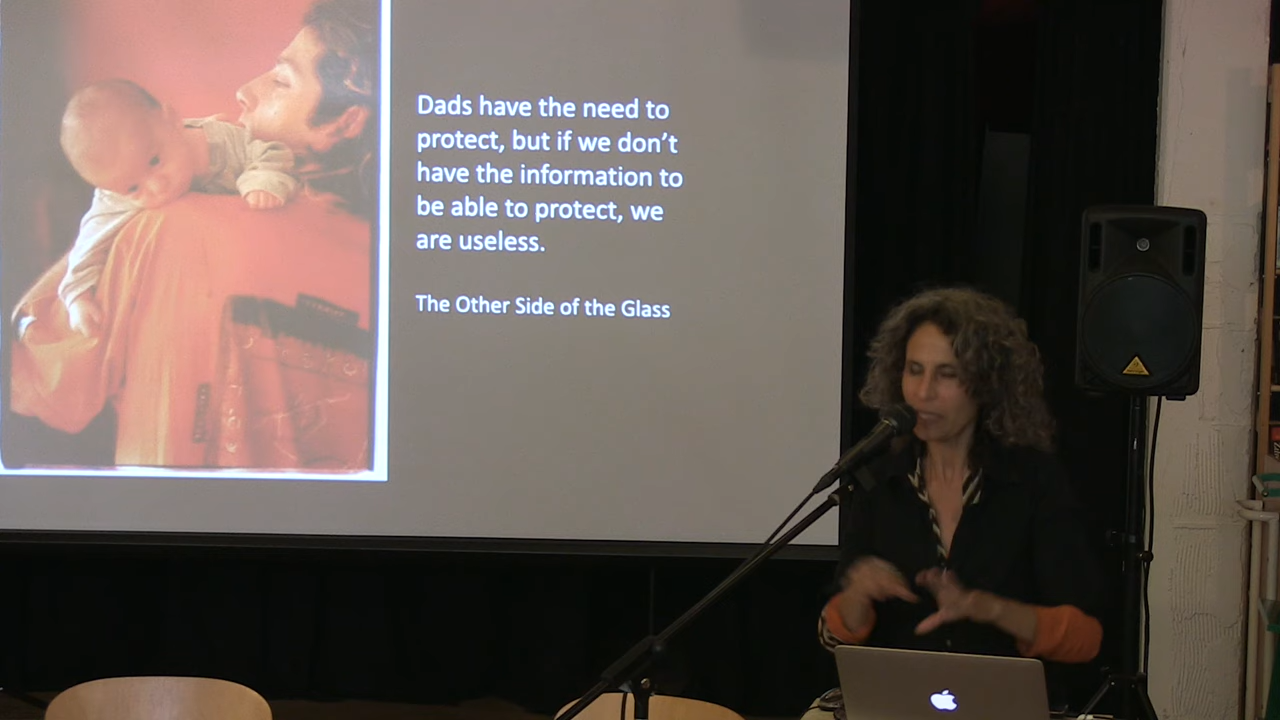 Dads have the need to
protect, but if we don't
have the information to
be able to protect, we
are useless.
The Other Side of the Glass